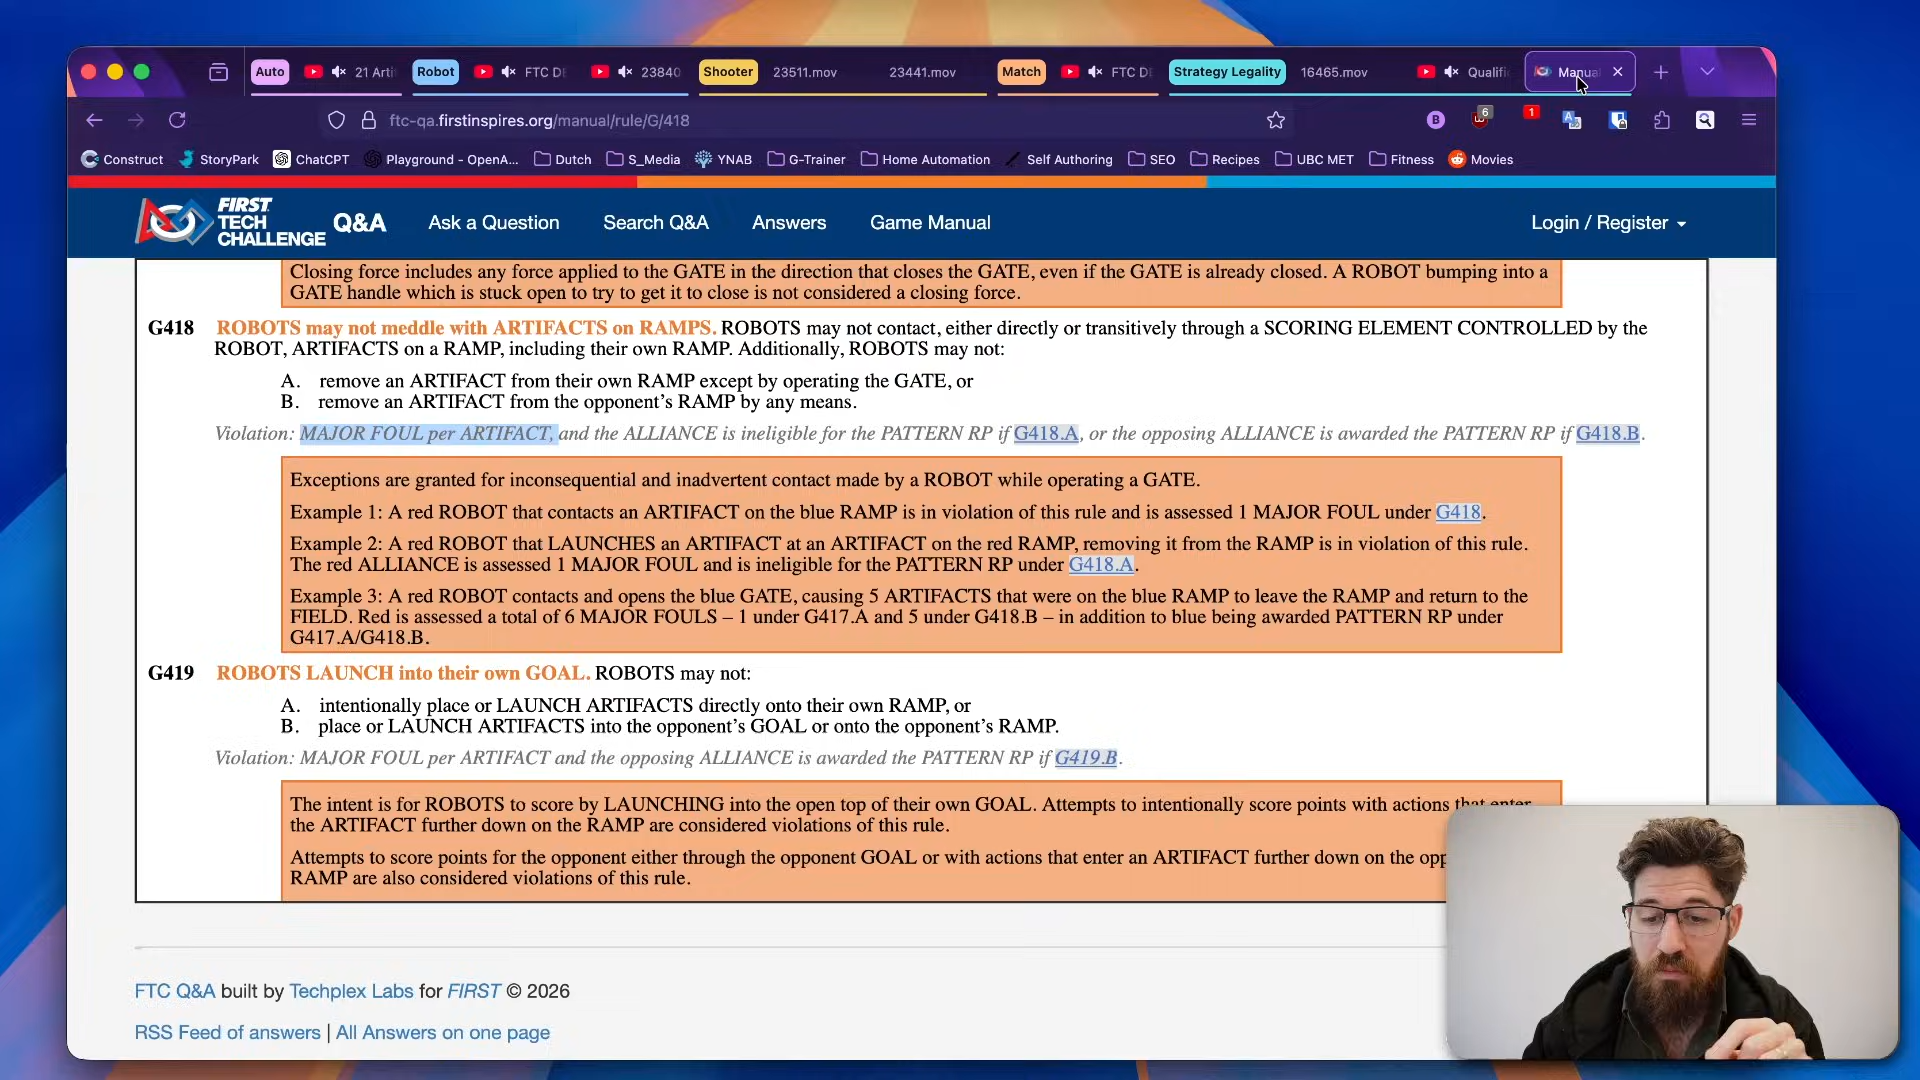 Auto
21 Arti
Robot
FTC DE
23840
Shooter
23511.mov
23441.mov
Match
FTC DE
Strategy Legality
16465.mov
Qualifi
Manua
ftc-qa.firstinspires.org/manual/rule/G/418
B
6
1
Construct
StoryPark
ChatCPT
Playground - OpenA...
Dutch
S_Media
YNAB
G-Trainer
Home Automation
Self Authoring
SEO
Recipes
UBC MET
Fitness
Movies
FIRST
TECH
CHALLENGE
Q&A
Ask a Question
Search Q&A
Answers
Game Manual
Login / Register
Closing force includes any force applied to the GATE in the direction that closes the GATE, even if the GATE is already closed. A ROBOT bumping into a
GATE handle which is stuck open to try to get it to close is not considered a closing force.
G418 ROBOTS may not meddle with ARTIFACTS on RAMPS. ROBOTS may not contact, either directly or transitively through a SCORING ELEMENT CONTROLLED by the
ROBOT, ARTIFACTS on a RAMP, including their own RAMP. Additionally, ROBOTS may not:
A. remove an ARTIFACT from their own RAMP except by operating the GATE, or
B. remove an ARTIFACT from the opponent's RAMP by any means.
Violation: MAJOR FOUL per ARTIFACT, and the ALLIANCE is ineligible for the PATTERN RP if G418.A, or the opposing ALLIANCE is awarded the PATTERN RP if G418.B.
Exceptions are granted for inconsequential and inadvertent contact made by a ROBOT while operating a GATE.
Example 1: A red ROBOT that contacts an ARTIFACT on the blue RAMP is in violation of this rule and is assessed 1 MAJOR FOUL under G418.
Example 2: A red ROBOT that LAUNCHES an ARTIFACT at an ARTIFACT on the red RAMP, removing it from the RAMP is in violation of this rule.
The red ALLIANCE is assessed 1 MAJOR FOUL and is ineligible for the PATTERN RP under G418.A.
Example 3: A red ROBOT contacts and opens the blue GATE, causing 5 ARTIFACTS that were on the blue RAMP to leave the RAMP and return to the
FIELD. Red is assessed a total of 6 MAJOR FOULS – 1 under G417.A and 5 under G418.B – in addition to blue being awarded PATTERN RP under
G417.A/G418.B.
G419 ROBOTS LAUNCH into their own GOAL. ROBOTS may not:
A. intentionally place or LAUNCH ARTIFACTS directly onto their own RAMP, or
B. place or LAUNCH ARTIFACTS into the opponent's GOAL or onto the opponent's RAMP.
Violation: MAJOR FOUL per ARTIFACT and the opposing ALLIANCE is awarded the PATTERN RP if G419.B.
The intent is for ROBOTS to score by LAUNCHING into the open top of their own GOAL. Attempts to intentionally score points with actions that enter
the ARTIFACT further down on the RAMP are considered violations of this rule.
Attempts to score points for the opponent either through the opponent GOAL or with actions that enter an ARTIFACT further down on the opp
RAMP are also considered violations of this rule.
FTC Q&A built by Techplex Labs for FIRST © 2026
RSS Feed of answers | All Answers on one page